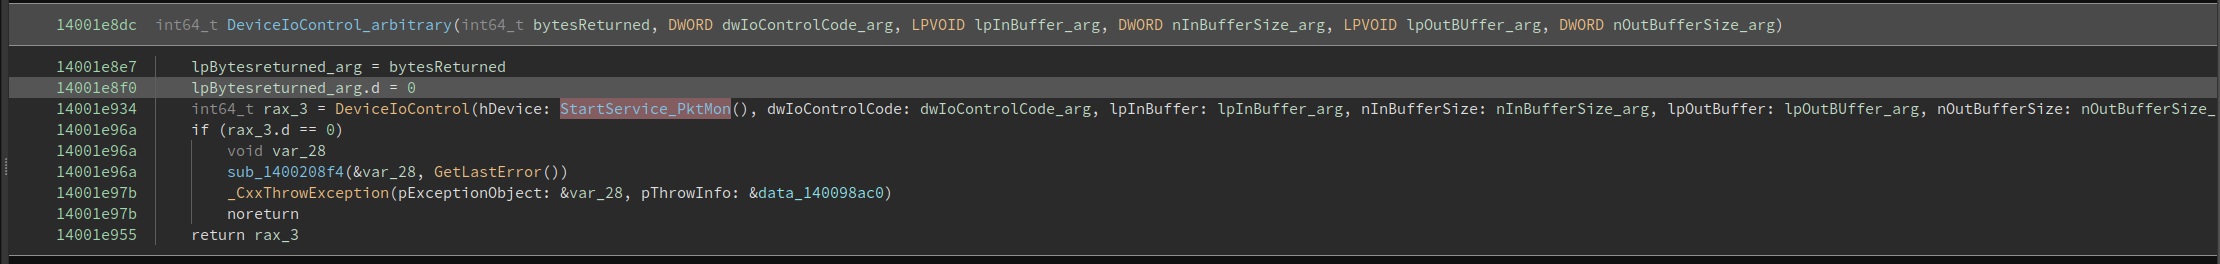 14001e8dc int64_t DeviceIoControl_arbitrary(int64_t bytesReturned, DWORD dwIoControlCode_arg, LPVOID lpInBuffer_arg, DWORD nInBufferSize_arg, LPVOID lpOutBUffer_arg, DWORD nOutBufferSize_arg)
14001e8e7 lpBytesreturned_arg = bytesReturned
14001e8f0 lpBytesreturned_arg.d = 0
14001e934 int64_t rax_3 = DeviceIoControl(hDevice: StartService_PktMon(), dwIoControlCode: dwIoControlCode_arg, lpInBuffer: lpInBuffer_arg, nInBufferSize: nInBufferSize_arg, lpOutBuffer: lpOutBUffer_arg, nOutBufferSize: nOutBufferSize_
14001e96a if (rax_3.d == 0)
14001e96a void var_28
14001e96a sub_1400208f4(&var_28, GetLastError())
14001e97b _CxxThrowException(pExceptionObject: &var_28, pThrowInfo: &data_140098ac0)
14001e97b noreturn
14001e955 return rax_3